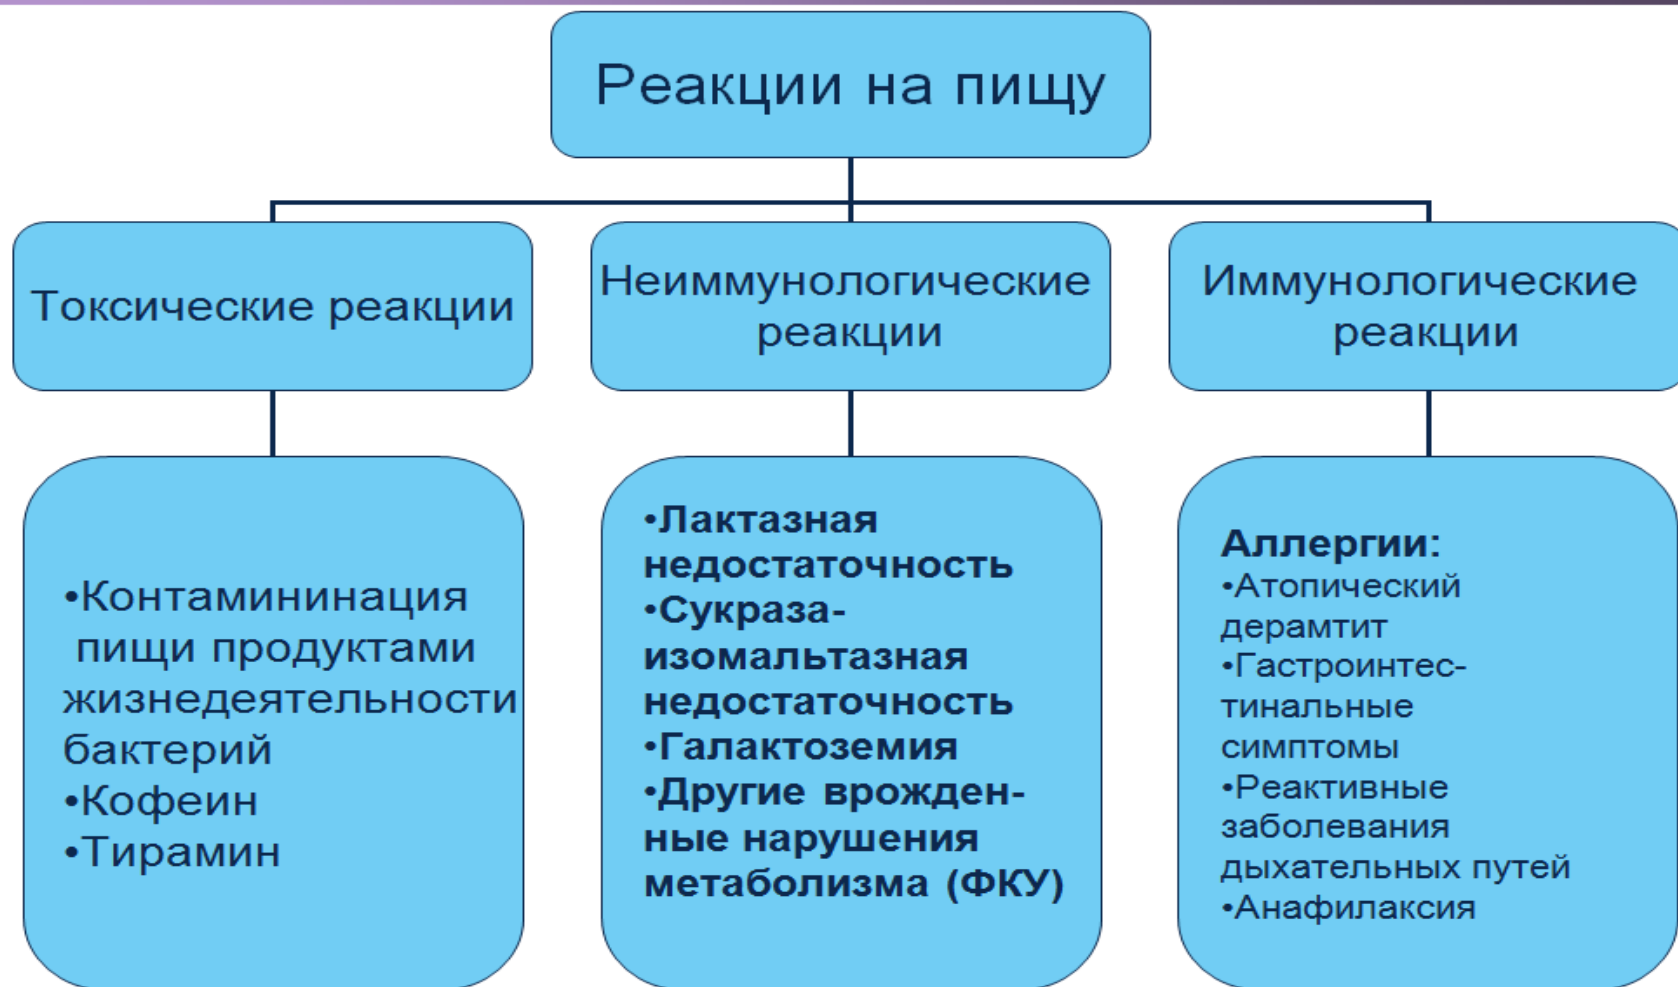 Реакции на пищу
Токсические реакции
Неиммунологические
реакции
Иммунологические
реакции
•Контамининация
пищи продуктами
жизнедеятельности
бактерий
•Кофеин
•Тирамин
•Лактазная
недостаточность
•Сукраза-
изомальтазная
недостаточность
•Галактоземия
•Другие врожден-
ные нарушения
метаболизма (ФКУ)
Аллергии:
•Атопический
дерамтит
•Гастроинтес-
тинальные
симптомы
•Реактивные
заболевания
дыхательных путей
•Анафилаксия